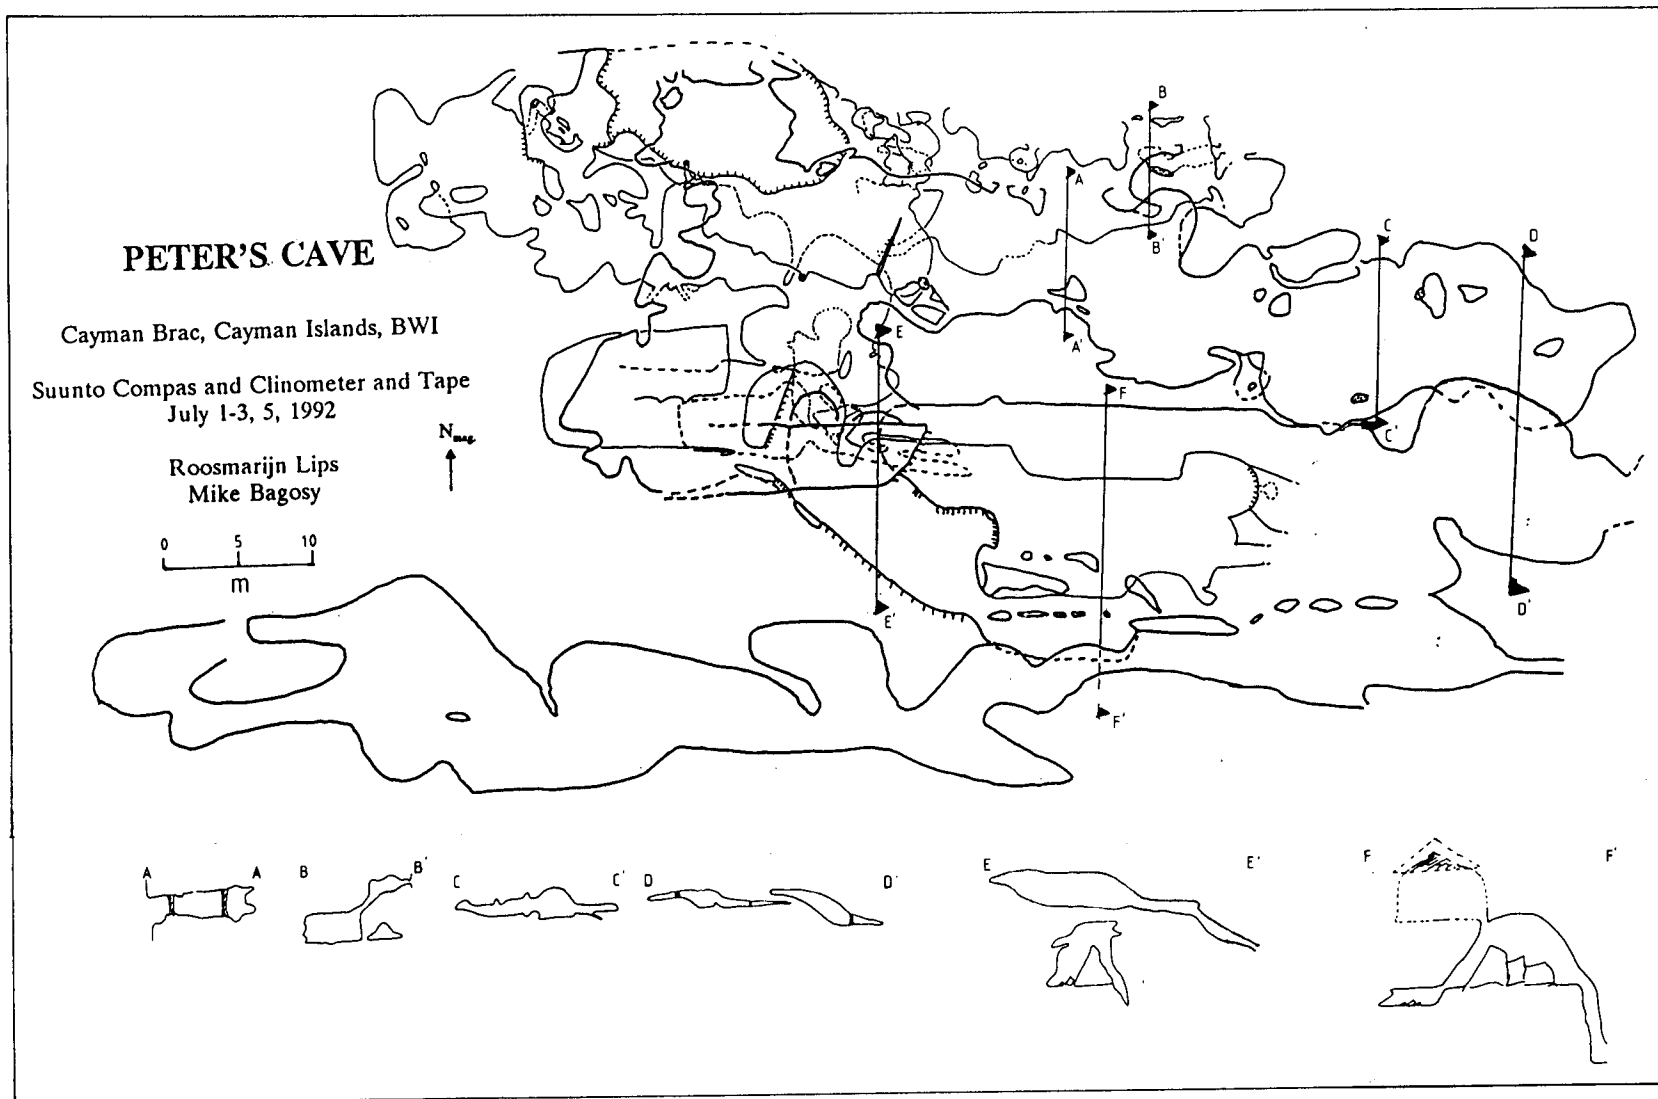 PETER'S CAVE
Cayman Brac, Cayman Islands, BWI
Suunto Compas and Clinometer and Tape
July 1-3, 5, 1992
Roosmarijn Lips
Mike Bagosy
N mag.
0 5 10
m
B
A
B'
C
D
E
A'
F
C'
D'
E'
F'
A A
B B'
C C'
D D'
E E'
F F'